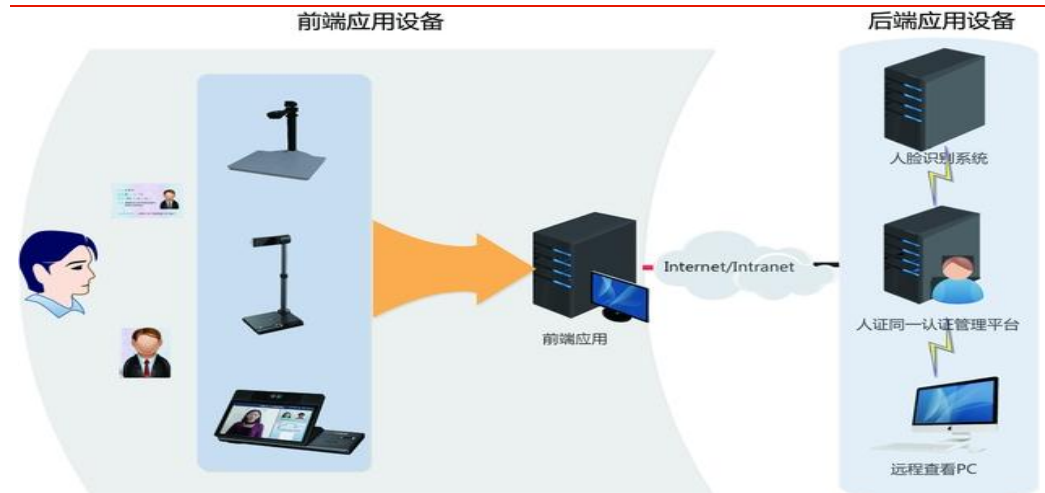 前端应用设备
后端应用设备
人脸识别系统
Internet/Intranet
前端应用
人证同一认证管理平台
远程查看PC